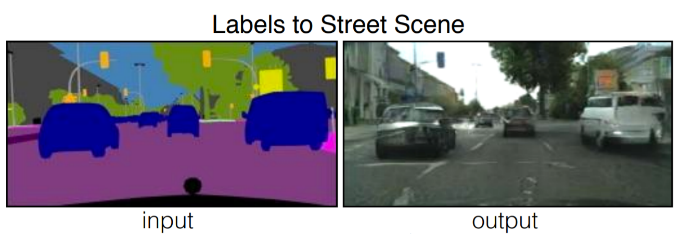 Labels to Street Scene
input
output